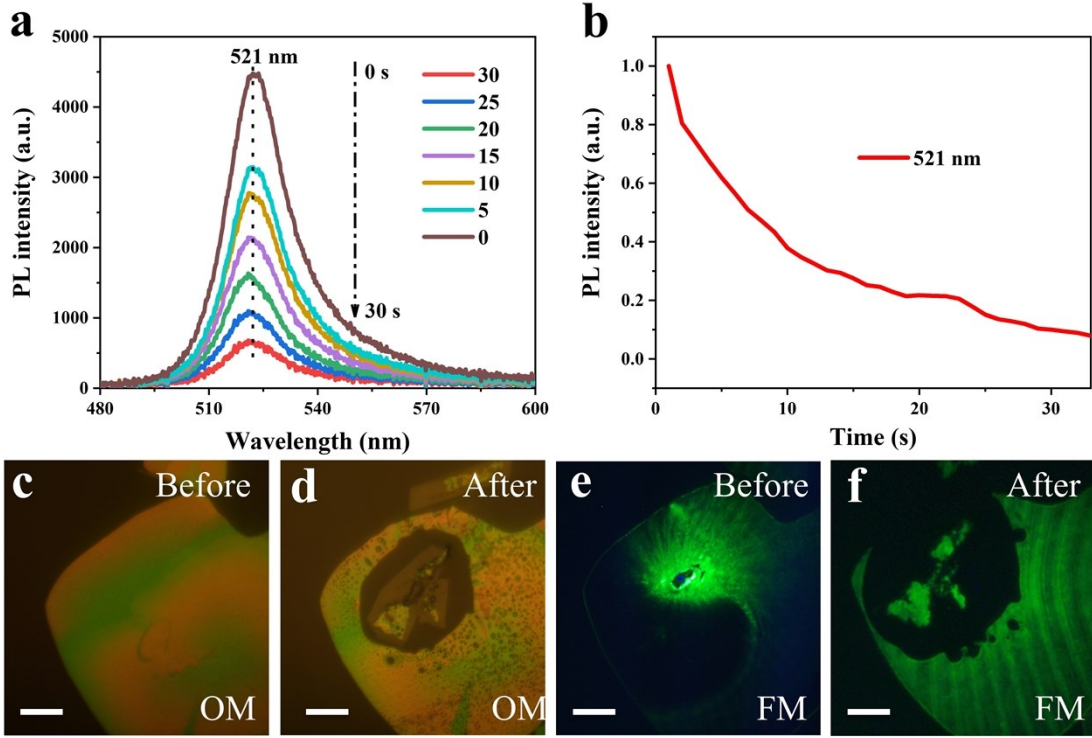 a
5000
4000
3000
2000
1000
0
PL intensity (a.u.)
480
510
540
570
600
Wavelength (nm)
521 nm
0 s
30 s
30
25
20
15
10
5
0
b
1.0
0.8
0.6
0.4
0.2
0.0
PL intensity (a.u.)
0
10
20
30
Time (s)
521 nm
c
Before
OM
d
After
OM
e
Before
FM
f
After
FM